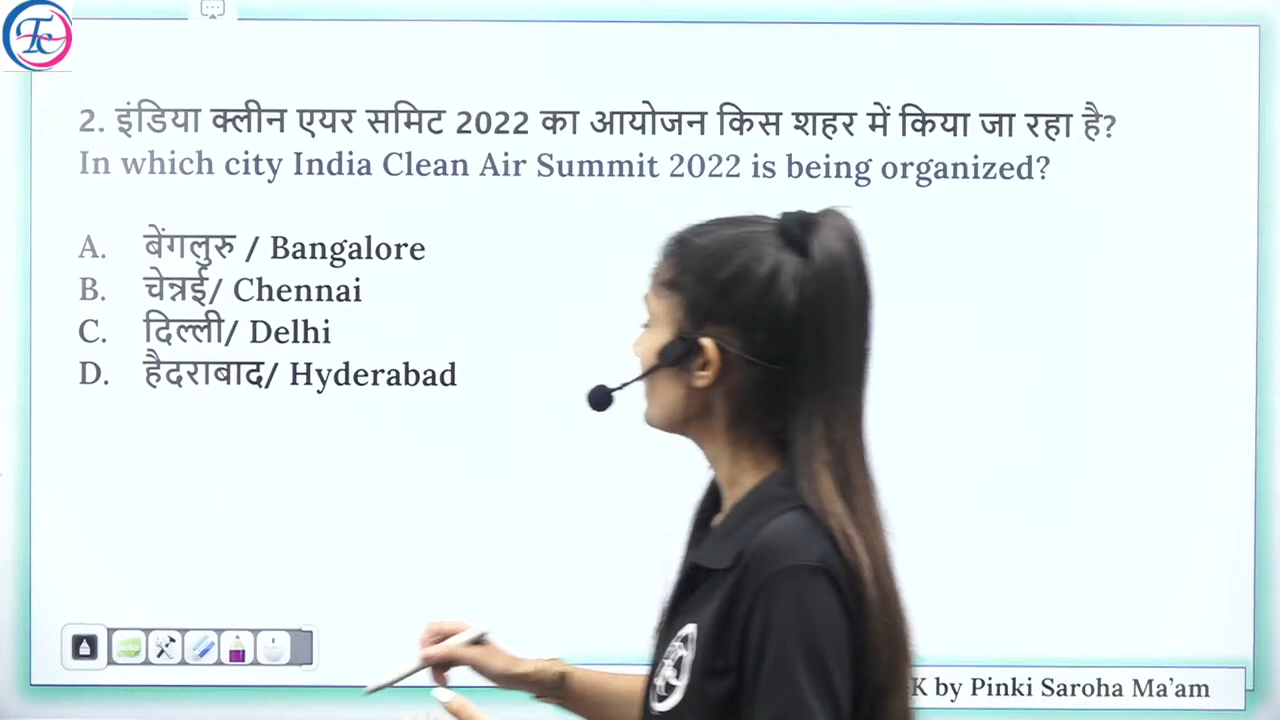 Tc
2. इंडिया क्लीन एयर समिट 2022 का आयोजन किस शहर में किया जा रहा है?
In which city India Clean Air Summit 2022 is being organized?
A. बेंगलुरु / Bangalore
B. चेन्नई/ Chennai
C. दिल्ली/ Delhi
D. हैदराबाद/ Hyderabad
K by Pinki Saroha Ma'am